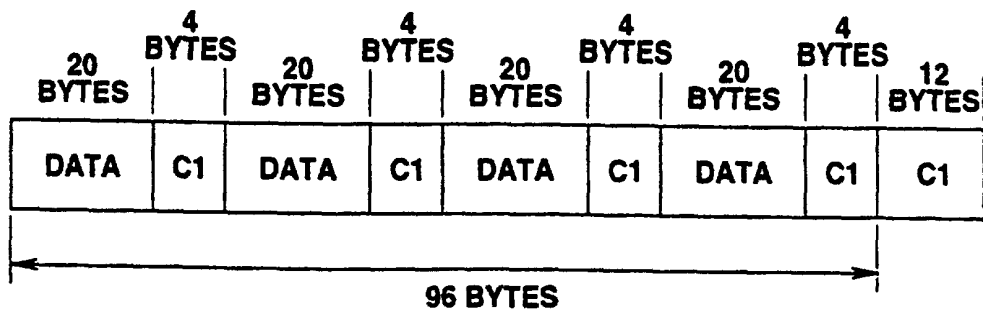 4 BYTES 4 BYTES 4 BYTES 4 BYTES
20 BYTES 20 BYTES 20 BYTES 20 BYTES 12 BYTES
DATA C1 DATA C1 DATA C1 DATA C1 C1
96 BYTES